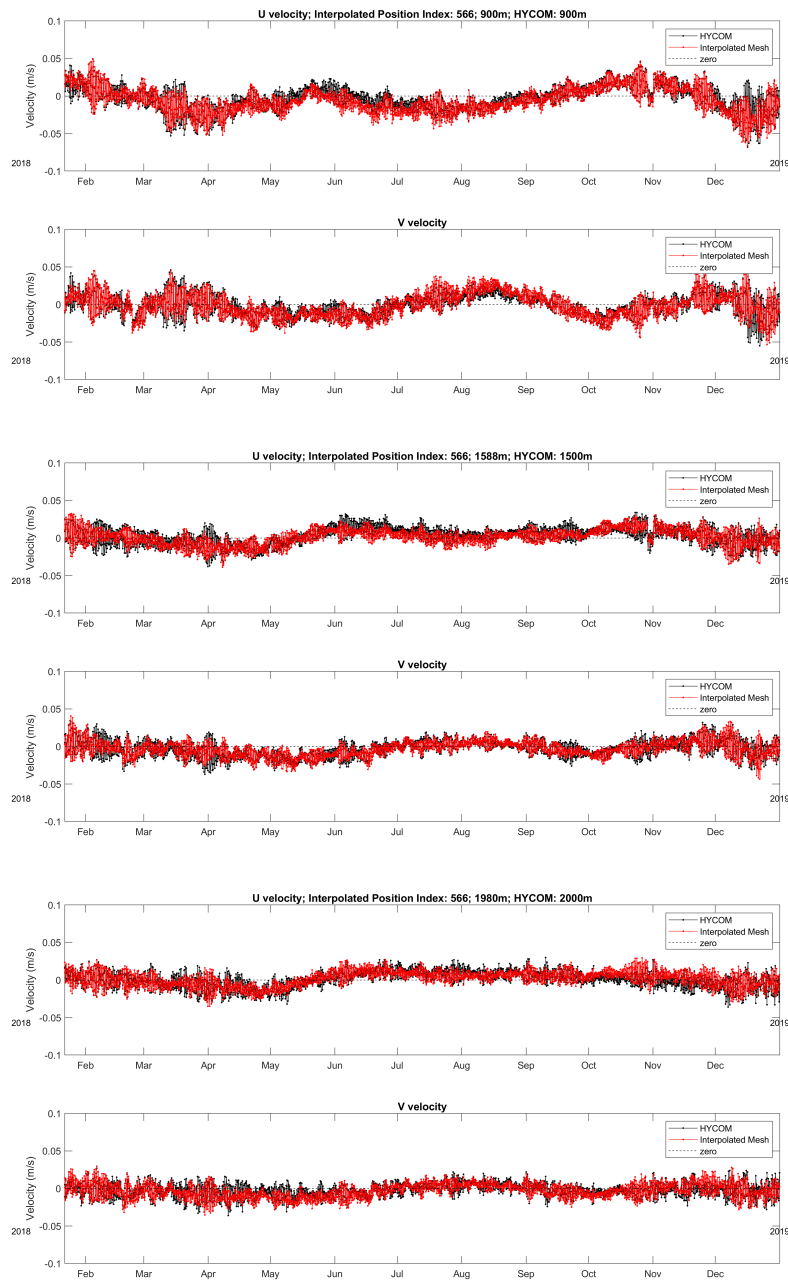 U velocity; Interpolated Position Index: 566; 900m; HYCOM: 900m
0.1
0.05
0
-0.05
-0.1
Velocity (m/s)
HYCOM
Interpolated Mesh
zero
2018
2019
Feb Mar Apr May Jun Jul Aug Sep Oct Nov Dec
V velocity
0.1
0.05
0
-0.05
-0.1
Velocity (m/s)
HYCOM
Interpolated Mesh
zero
2018
2019
Feb Mar Apr May Jun Jul Aug Sep Oct Nov Dec
U velocity; Interpolated Position Index: 566; 1588m; HYCOM: 1500m
0.1
0.05
0
-0.05
-0.1
Velocity (m/s)
HYCOM
Interpolated Mesh
zero
2018
2019
Feb Mar Apr May Jun Jul Aug Sep Oct Nov Dec
V velocity
0.1
0.05
0
-0.05
-0.1
Velocity (m/s)
HYCOM
Interpolated Mesh
zero
2018
2019
Feb Mar Apr May Jun Jul Aug Sep Oct Nov Dec
U velocity; Interpolated Position Index: 566; 1980m; HYCOM: 2000m
0.1
0.05
0
-0.05
-0.1
Velocity (m/s)
HYCOM
Interpolated Mesh
zero
2018
2019
Feb Mar Apr May Jun Jul Aug Sep Oct Nov Dec
V velocity
0.1
0.05
0
-0.05
-0.1
Velocity (m/s)
HYCOM
Interpolated Mesh
zero
2018
2019
Feb Mar Apr May Jun Jul Aug Sep Oct Nov Dec